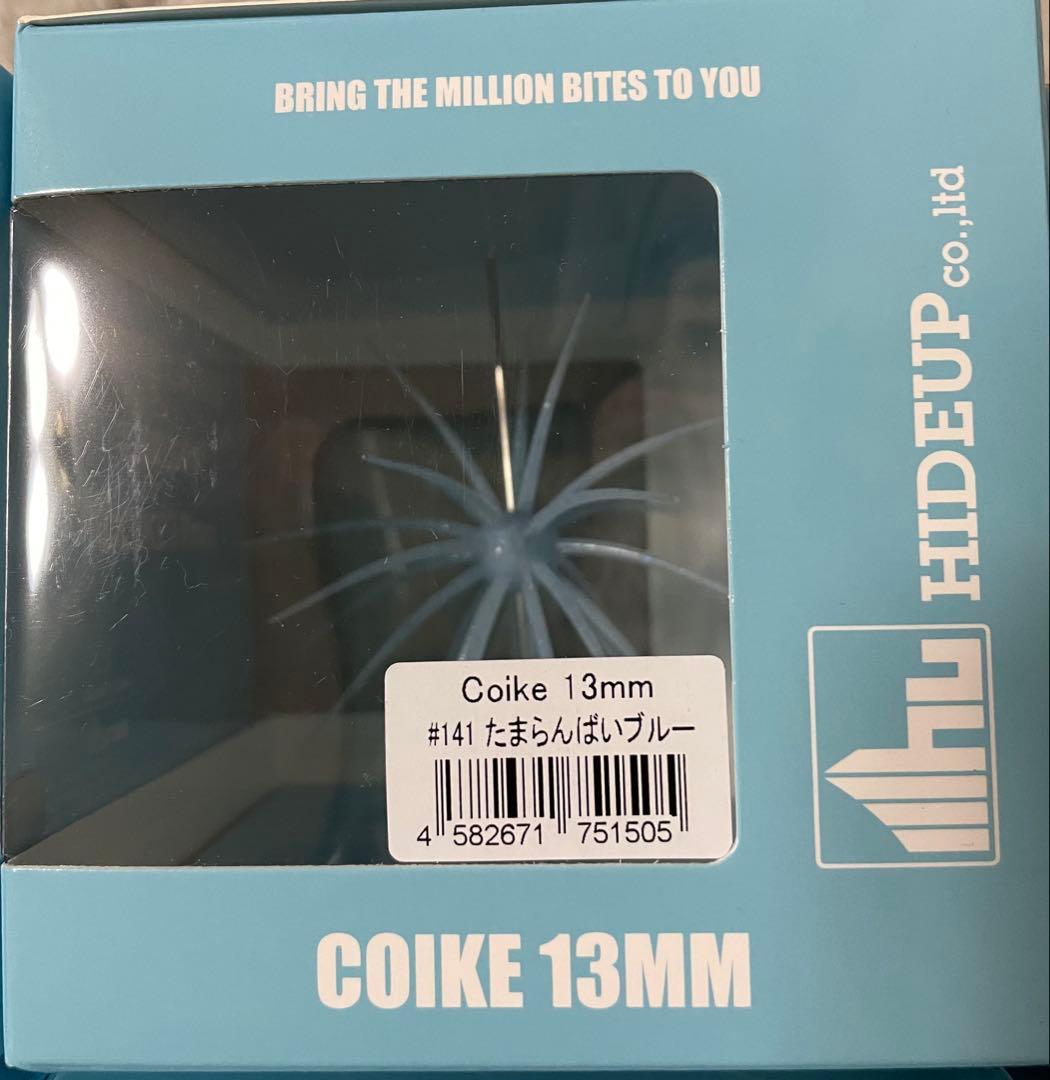 BRING THE MILLION BITES TO YOU
HIDEUP co.,ltd
hu
Coike 13mm
#141 たまらんばいブルー
4 582671 751505
COIKE 13MM